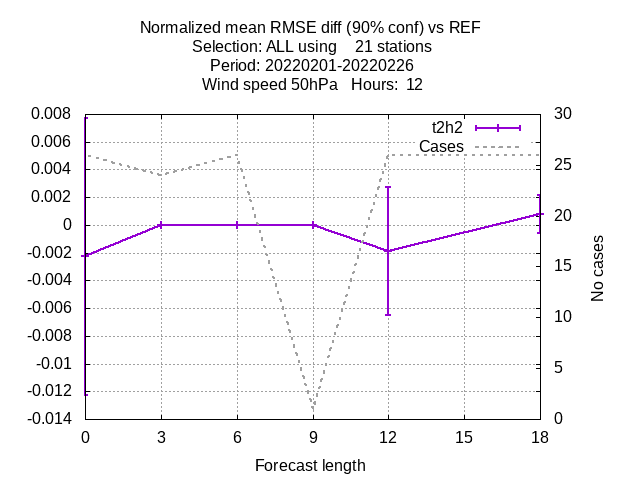 Normalized mean RMSE diff (90% conf) vs REF
Selection: ALL using    21 stations
Period: 20220201-20220226
Wind speed 50hPa   Hours:  12
t2h2
Cases
0.008
0.006
0.004
0.002
0
-0.002
-0.004
-0.006
-0.008
-0.01
-0.012
-0.014
30
25
20
15
10
5
0
No cases
0 3 6 9 12 15 18
Forecast length